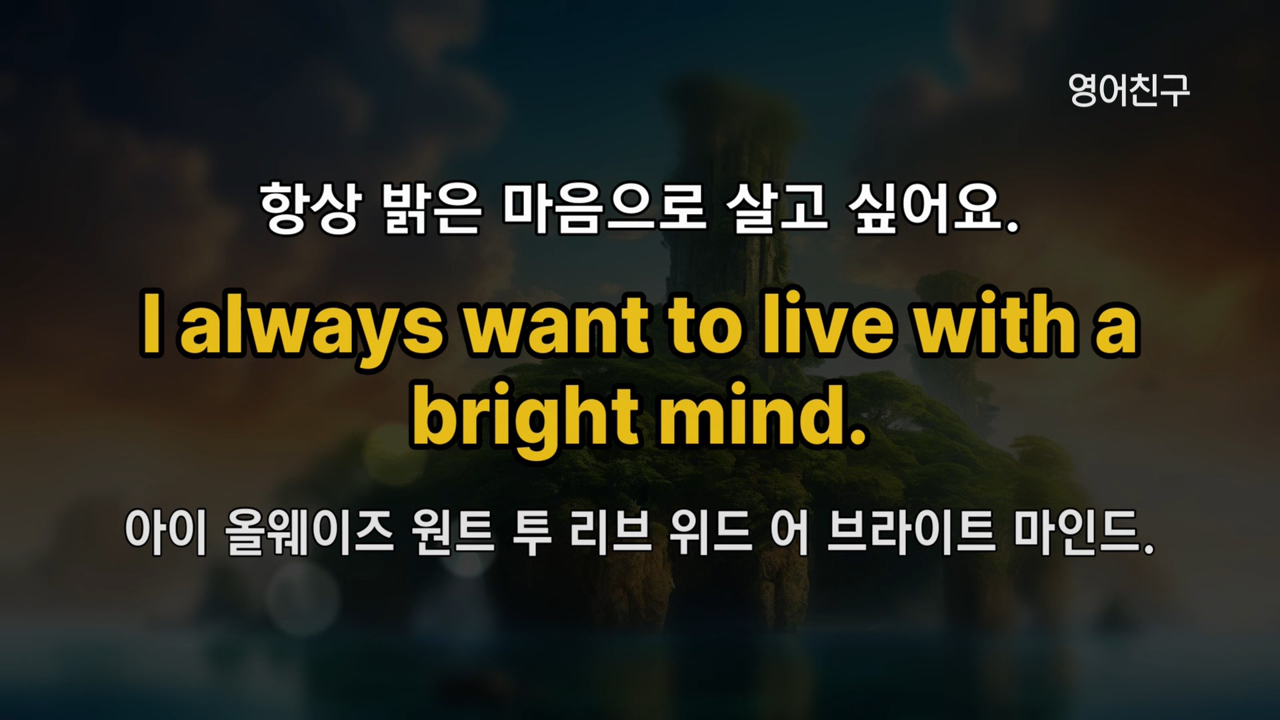 영어친구
항상 밝은 마음으로 살고 싶어요.
I always want to live with a
bright mind.
아이 올웨이즈 원트 투 리브 위드 어 브라이트 마인드.